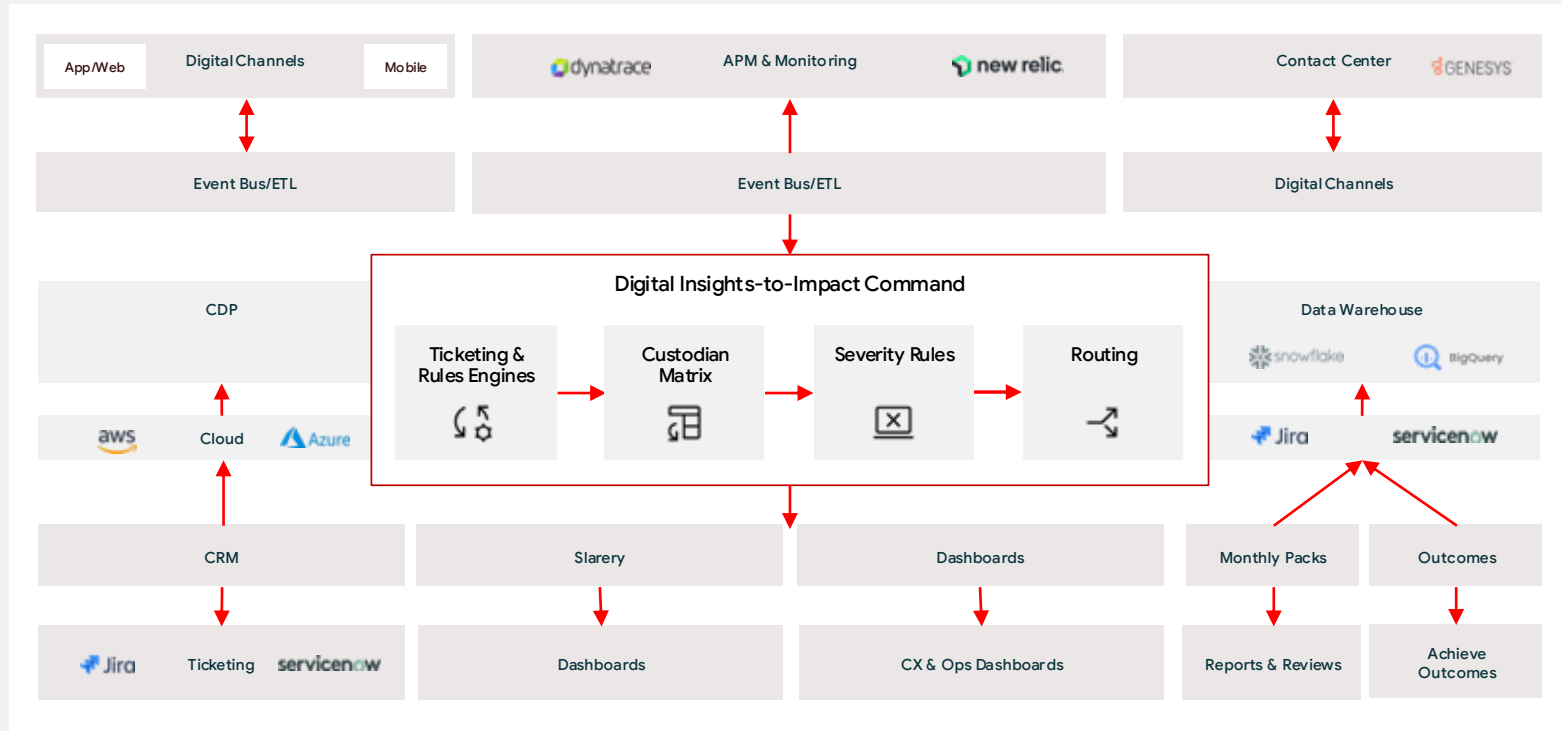 App/Web
Digital Channels
Mobile
dynatrace
APM & Monitoring
new relic.
Contact Center
GENESYS
Event Bus/ETL
Event Bus/ETL
Digital Channels
Digital Insights-to-Impact Command
CDP
Data Warehouse
snowflake
BigQuery
Ticketing &
Rules Engines
Custodian
Matrix
Severity Rules
Routing
aws
Cloud
Azure
Jira
servicenow
CRM
Slarery
Dashboards
Monthly Packs
Outcomes
Jira
Ticketing
servicenow
Dashboards
CX & Ops Dashboards
Reports & Reviews
Achieve
Outcomes